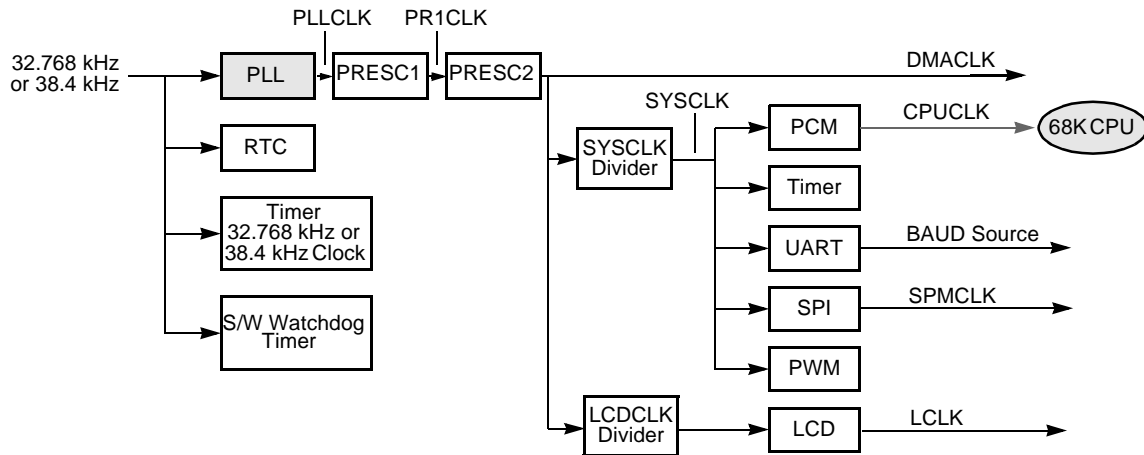 PLLCLK
PR1CLK
32.768 kHz
or 38.4 kHz
PLL
PRESC1
PRESC2
DMACLK
SYSCLK
CPUCLK
RTC
SYSCLK
Divider
PCM
68K CPU
Timer
32.768 kHz or
38.4 kHz Clock
Timer
UART
BAUD Source
S/W Watchdog
Timer
SPI
SPMCLK
PWM
LCDCLK
Divider
LCD
LCLK